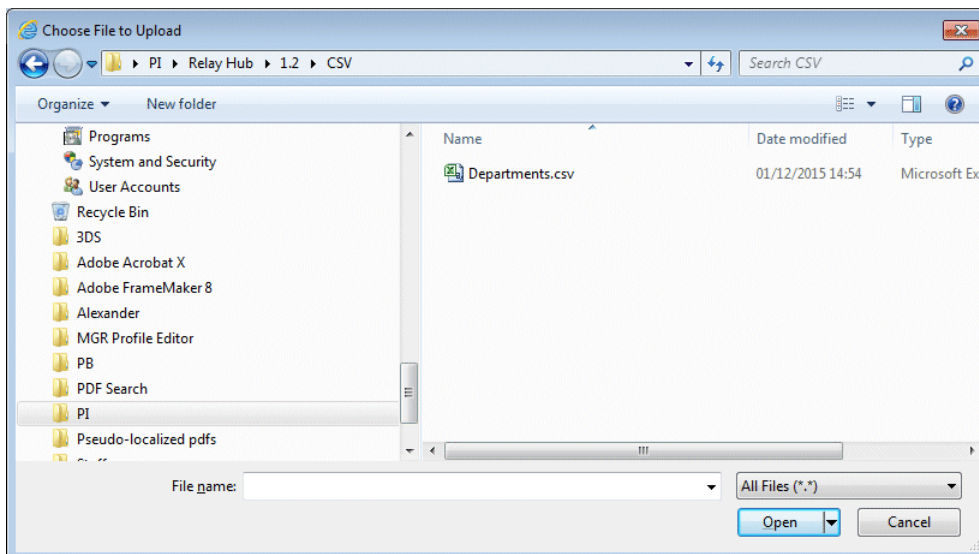 Choose File to Upload
PI Relay Hub 1.2 CSV Search CSV
Organize New folder
Name Date modified Type
Programs
System and Security
User Accounts
Recycle Bin
3DS
Adobe Acrobat X
Adobe FrameMaker 8
Alexander
MGR Profile Editor
PB
PDF Search
PI
Pseudo-localized pdfs
Departments.csv 01/12/2015 14:54 Microsoft Ex
File name: All Files (*.*)
Open Cancel